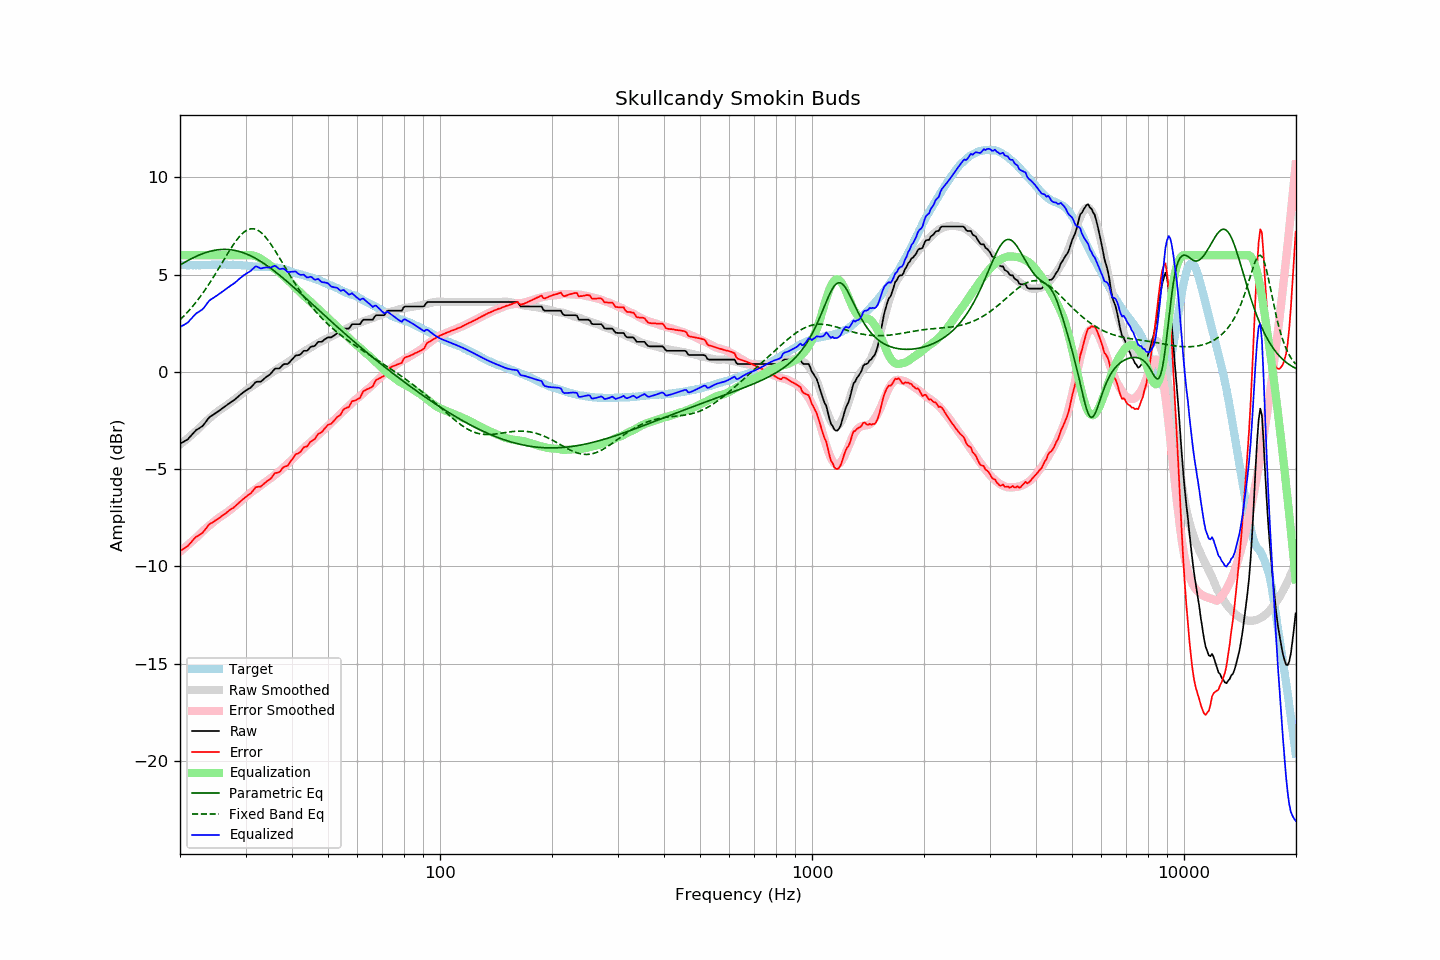 Skullcandy Smokin Buds
10
5
0
−5
−10
−15
−20
Amplitude (dBr)
Target
Raw Smoothed
Error Smoothed
Raw
Error
Equalization
Parametric Eq
Fixed Band Eq
Equalized
100 1000 10000
Frequency (Hz)